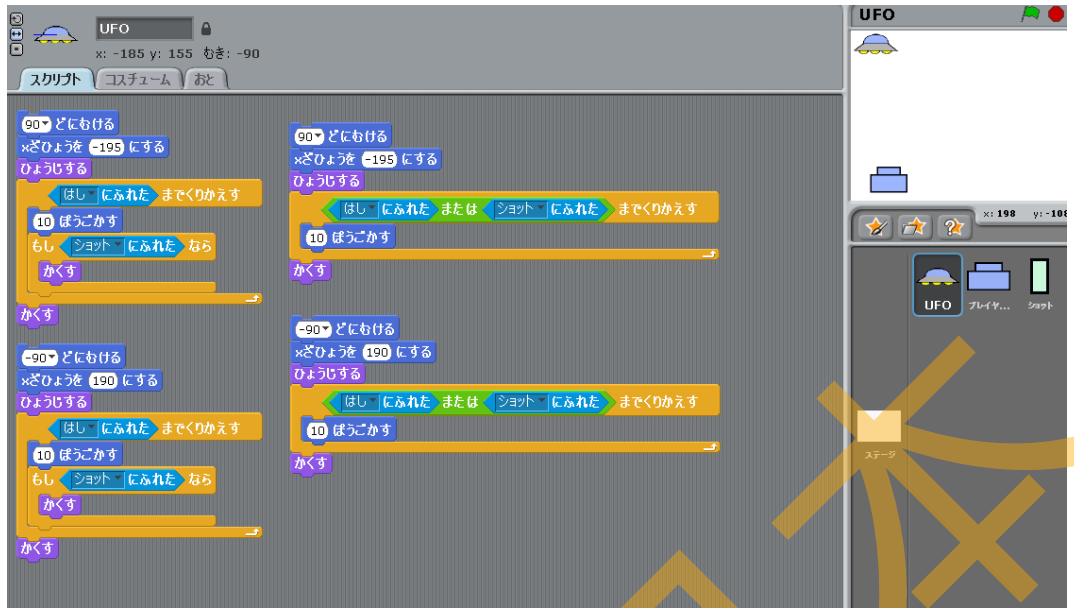 UFO
x: -185 y: 155 むき: -90
スクリプト コスチューム おと
90 どにむける
xざひょうを -195 にする
ひょうじする
はし にふれた までくりかえす
10 ほうごかす
もし ショット にふれた なら
かくす
かくす
-90 どにむける
xざひょうを 190 にする
ひょうじする
はし にふれた までくりかえす
10 ほうごかす
もし ショット にふれた なら
かくす
かくす
90 どにむける
xざひょうを -195 にする
ひょうじする
はし にふれた または ショット にふれた までくりかえす
10 ほうごかす
かくす
-90 どにむける
xざひょうを 190 にする
ひょうじする
はし にふれた または ショット にふれた までくりかえす
10 ほうごかす
かくす
UFO
x: 198 y: -108
UFO プレイヤ... ショット
ステージ